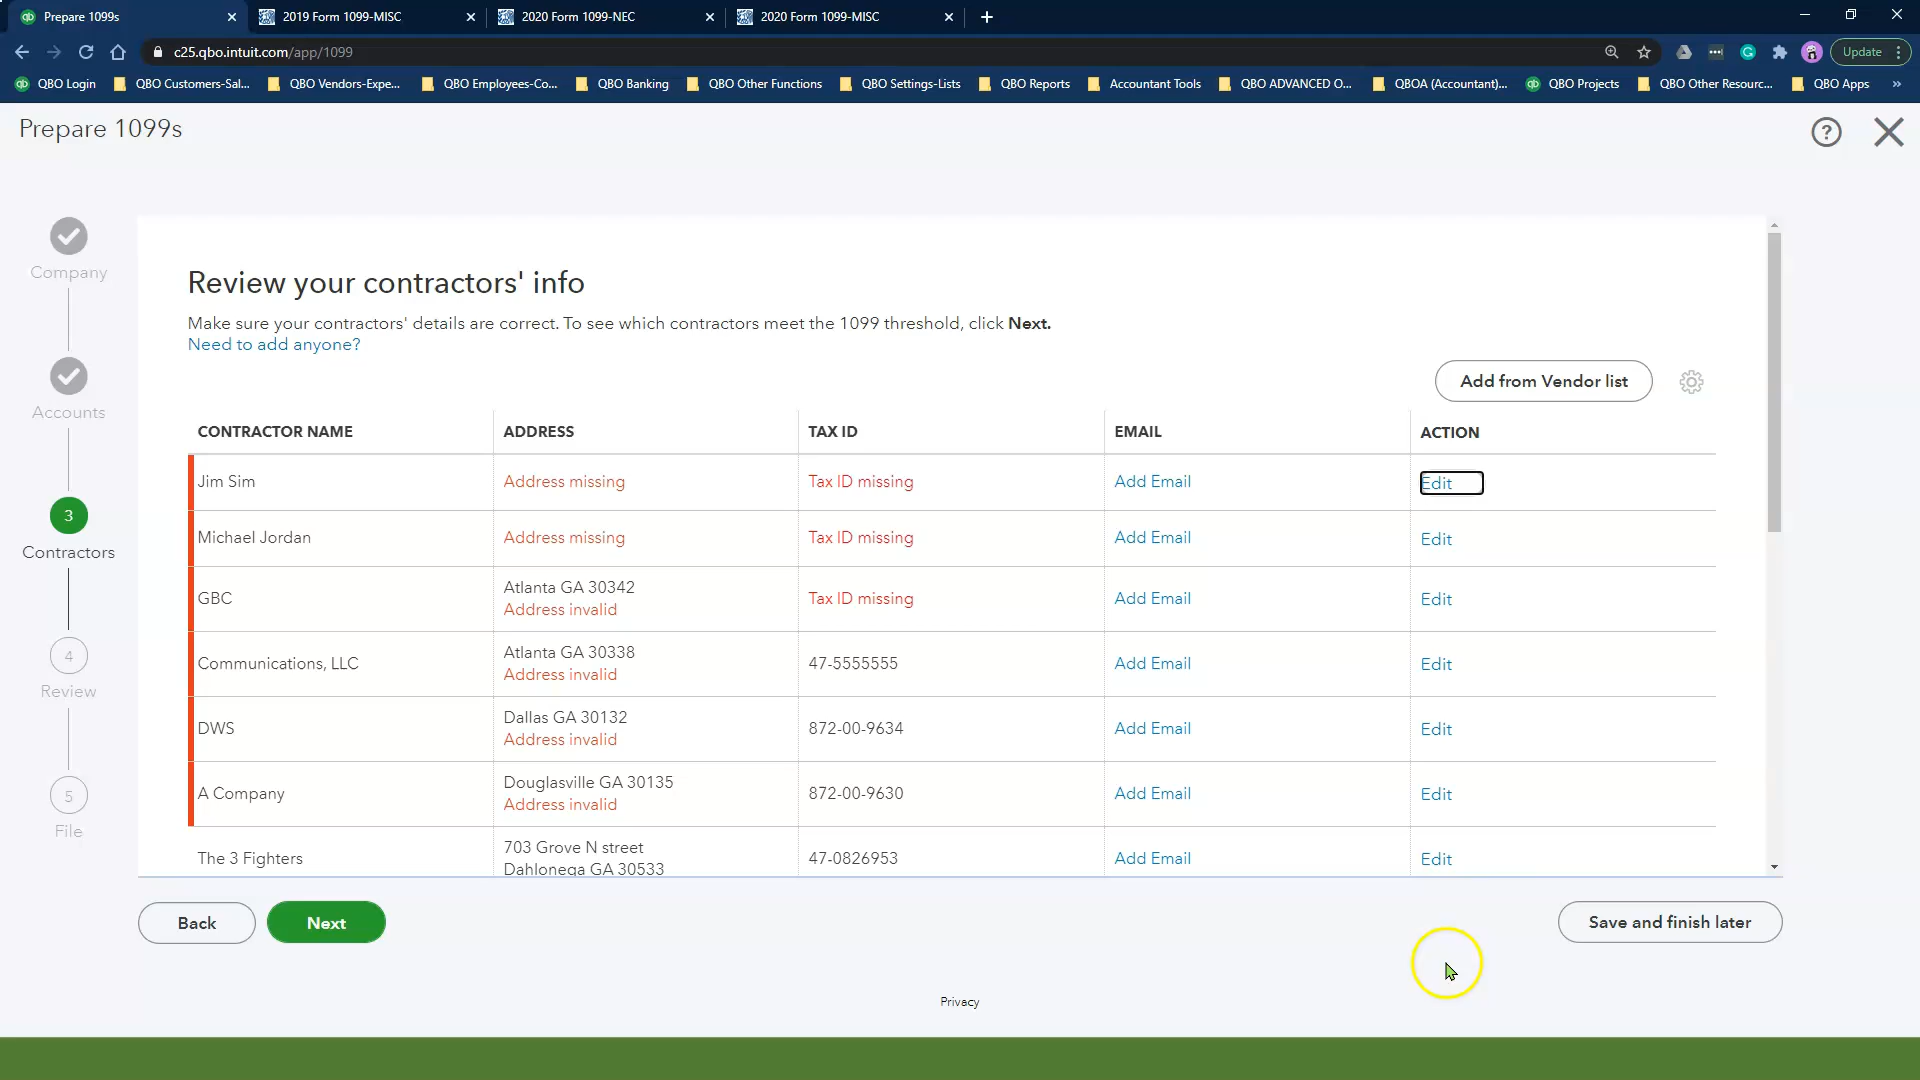 Prepare 1099s
2019 Form 1099-MISC
2020 Form 1099-NEC
2020 Form 1099-MISC
c25.qbo.intuit.com/app/1099
Update
QBO Login
QBO Customers-Sal...
QBO Vendors-Expe...
QBO Employees-Co...
QBO Banking
QBO Other Functions
QBO Settings-Lists
QBO Reports
Accountant Tools
QBO ADVANCED O...
QBOA (Accountant)...
QBO Projects
QBO Other Resourc...
QBO Apps
»
Prepare 1099s
?
Company
Accounts
3
Contractors
4
Review
5
File
Review your contractors' info
Make sure your contractors' details are correct. To see which contractors meet the 1099 threshold, click Next.
Need to add anyone?
Add from Vendor list
CONTRACTOR NAME ADDRESS TAX ID EMAIL ACTION
Jim Sim Address missing Tax ID missing Add Email Edit
Michael Jordan Address missing Tax ID missing Add Email Edit
GBC Atlanta GA 30342 Tax ID missing Add Email Edit
Address invalid
Communications, LLC Atlanta GA 30338 47-5555555 Add Email Edit
Address invalid
DWS Dallas GA 30132 872-00-9634 Add Email Edit
Address invalid
A Company Douglasville GA 30135 872-00-9630 Add Email Edit
Address invalid
The 3 Fighters 703 Grove N street 47-0826953 Add Email Edit
Dahlonega GA 30533
Back
Next
Save and finish later
Privacy